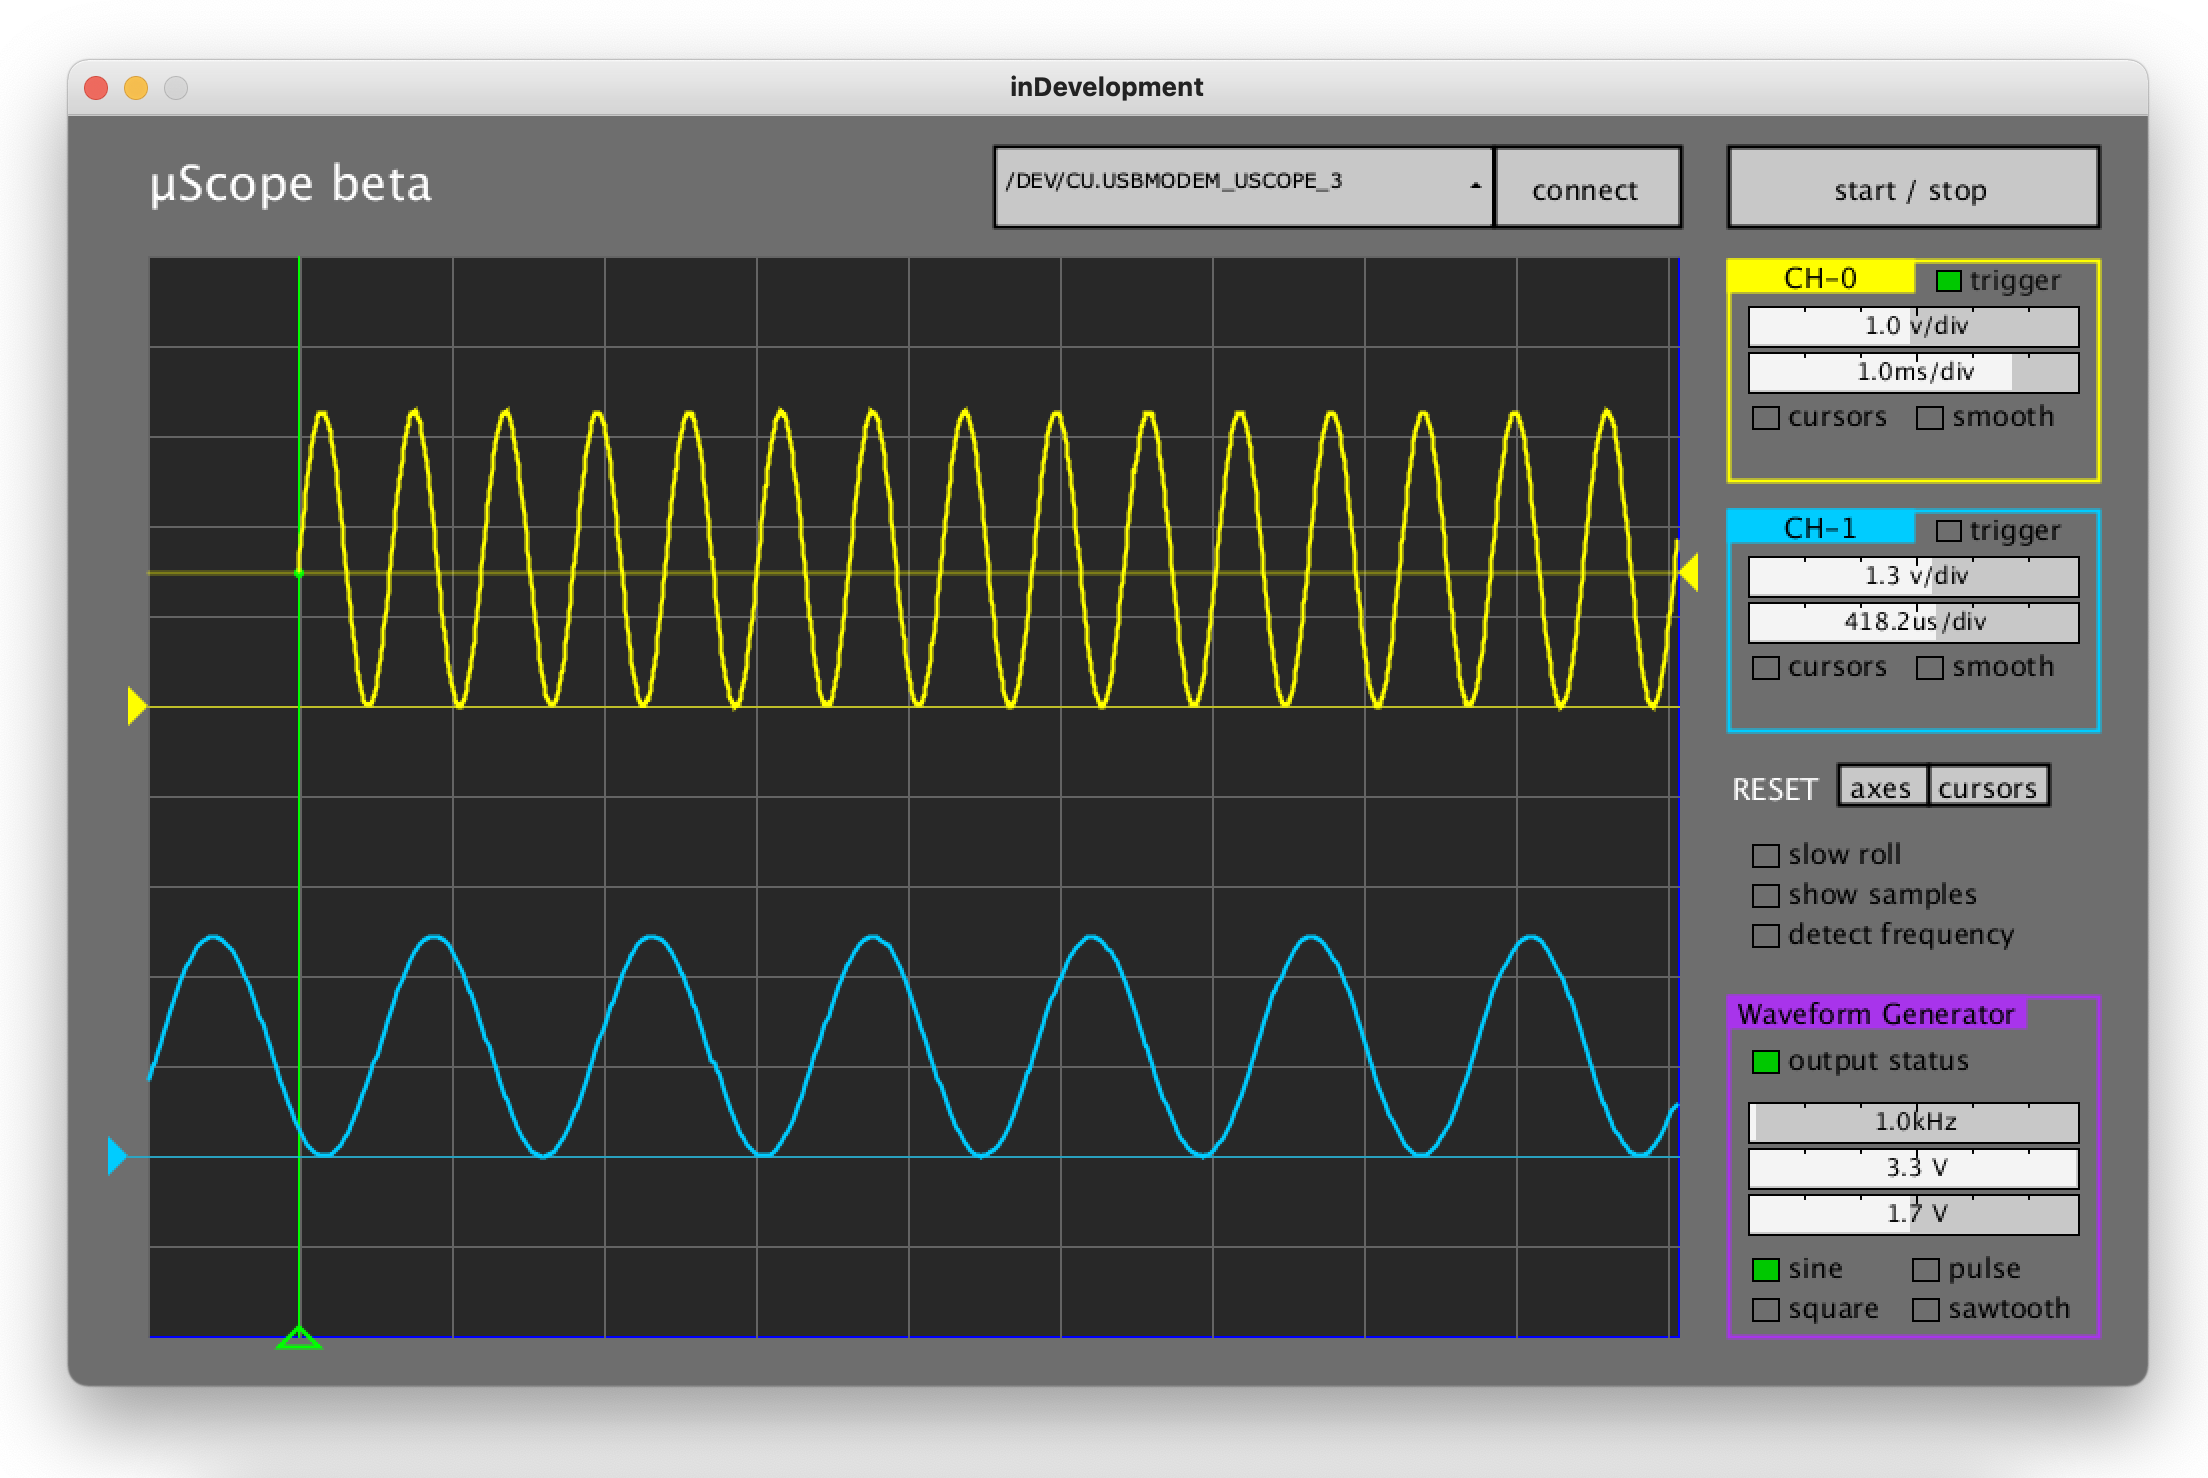 inDevelopment
µScope beta
/DEV/CU.USBMODEM_USCOPE_3
connect
start / stop
CH-0
trigger
1.0 v/div
1.0ms/div
cursors
smooth
CH-1
trigger
1.3 v/div
418.2us/div
cursors
smooth
RESET
axes
cursors
slow roll
show samples
detect frequency
Waveform Generator
output status
1.0kHz
3.3 V
1.7 V
sine
pulse
square
sawtooth